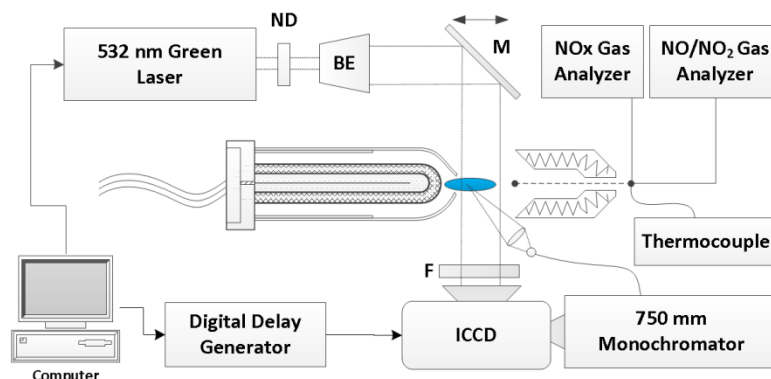 ND
532 nm Green
Laser
BE
M
NOx Gas
Analyzer
NO/NO₂ Gas
Analyzer
Thermocouple
F
Digital Delay
Generator
ICCD
750 mm
Monochromator
Computer